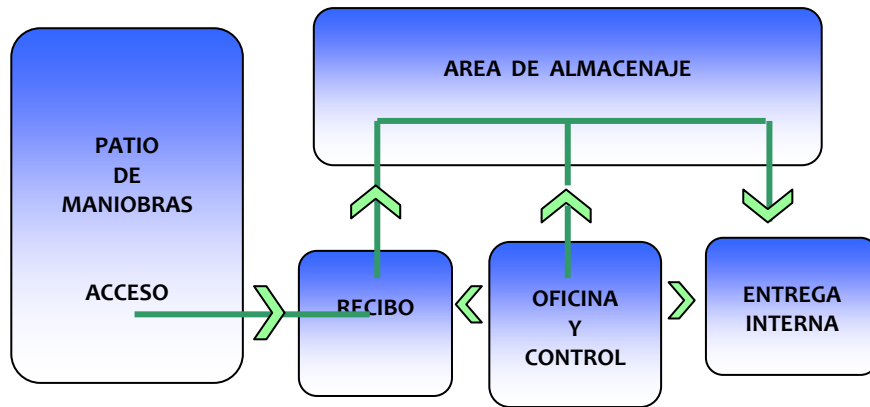 PATIO
DE
MANIOBRAS
ACCESO
AREA DE ALMACENAJE
RECIBO
OFICINA
Y
CONTROL
ENTREGA
INTERNA